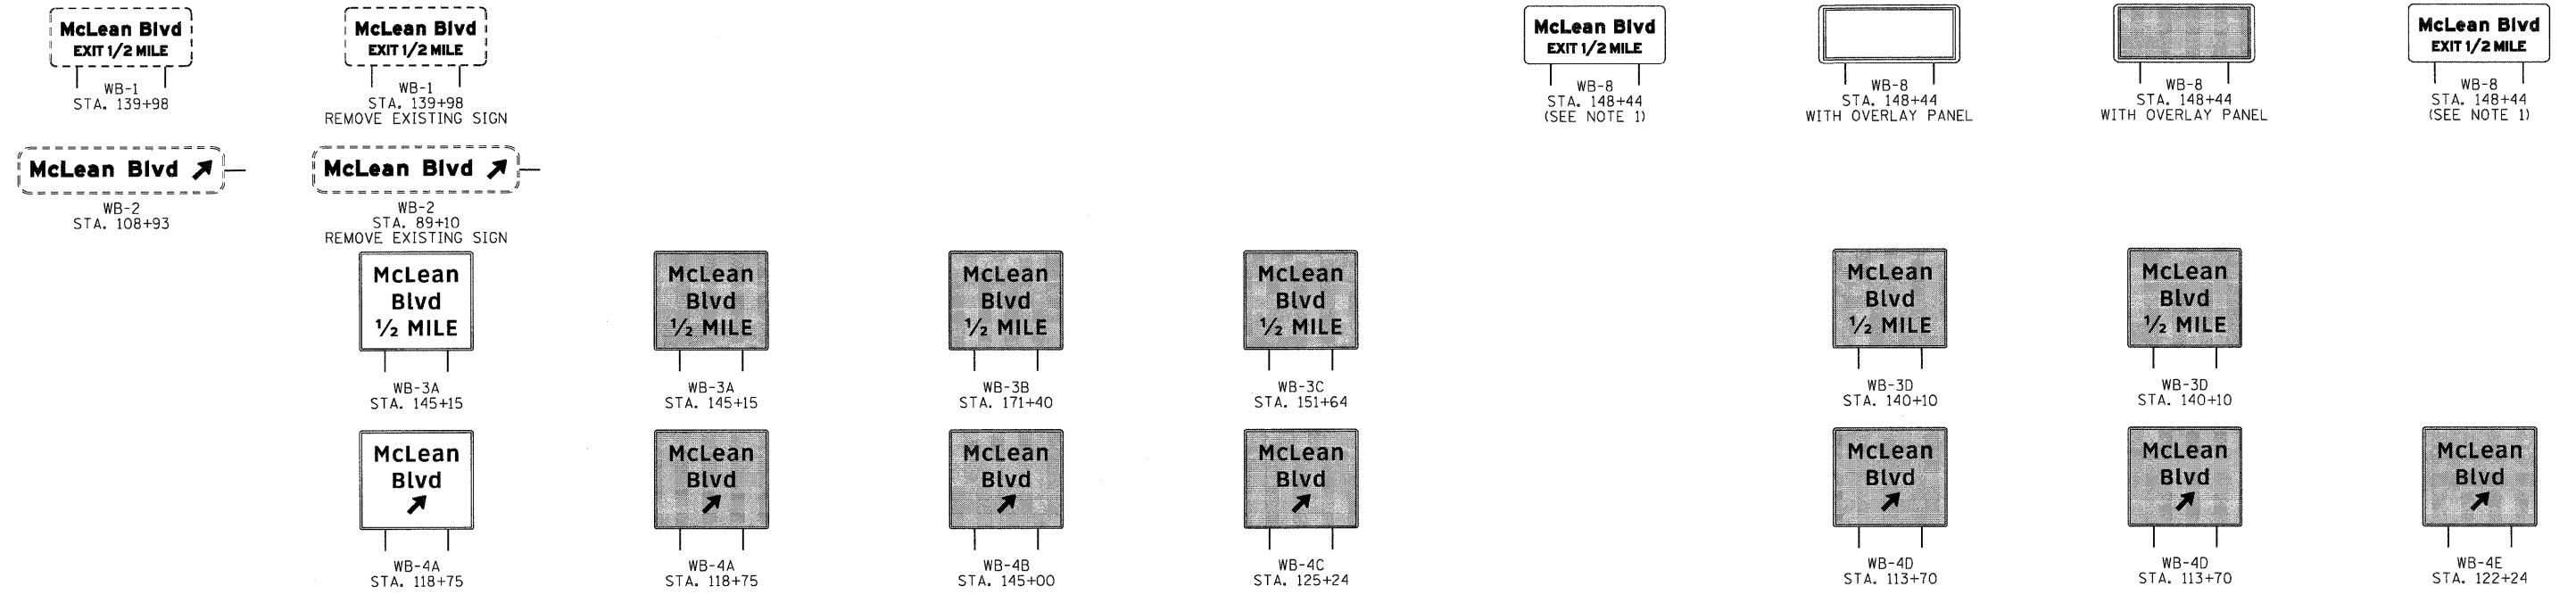 McLean Blvd
EXIT 1/2 MILE
WB-1
STA. 139+98
McLean Blvd
EXIT 1/2 MILE
WB-1
STA. 139+98
REMOVE EXISTING SIGN
McLean Blvd
EXIT 1/2 MILE
WB-8
STA. 148+44
(SEE NOTE 1)
WB-8
STA. 148+44
WITH OVERLAY PANEL
WB-8
STA. 148+44
WITH OVERLAY PANEL
McLean Blvd
EXIT 1/2 MILE
WB-8
STA. 148+44
(SEE NOTE 1)
McLean Blvd
WB-2
STA. 108+93
McLean Blvd
WB-2
STA. 89+10
REMOVE EXISTING SIGN
McLean
Blvd
½ MILE
WB-3A
STA. 145+15
McLean
Blvd
½ MILE
WB-3A
STA. 145+15
McLean
Blvd
½ MILE
WB-3B
STA. 171+40
McLean
Blvd
½ MILE
WB-3C
STA. 151+64
McLean
Blvd
½ MILE
WB-3D
STA. 140+10
McLean
Blvd
½ MILE
WB-3D
STA. 140+10
McLean
Blvd
WB-4A
STA. 118+75
McLean
Blvd
WB-4A
STA. 118+75
McLean
Blvd
WB-4B
STA. 145+00
McLean
Blvd
WB-4C
STA. 125+24
McLean
Blvd
WB-4D
STA. 113+70
McLean
Blvd
WB-4D
STA. 113+70
McLean
Blvd
WB-4E
STA. 122+24